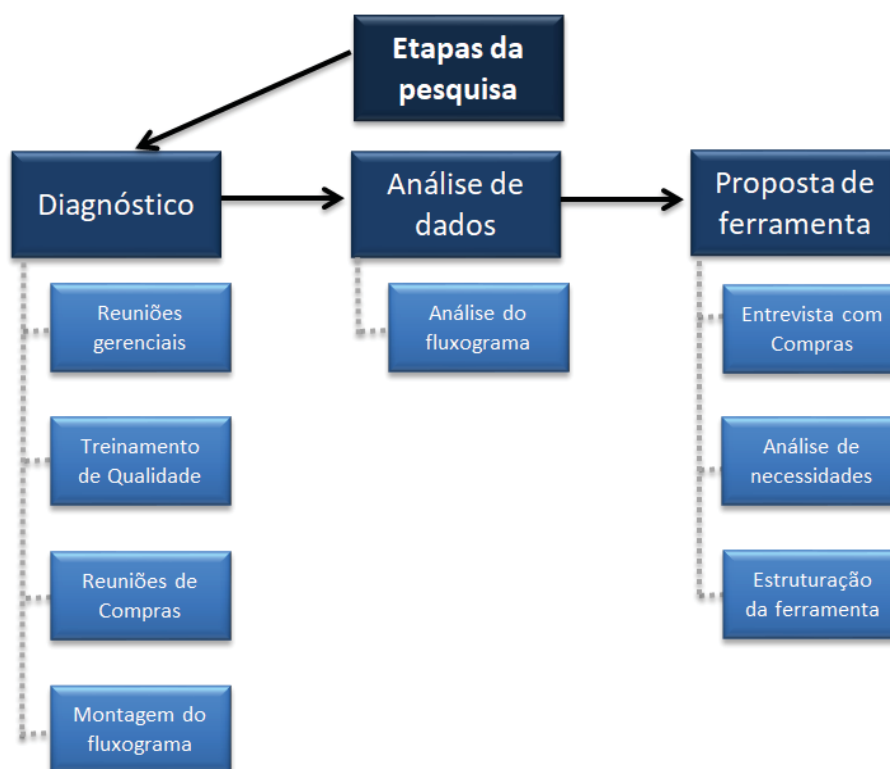 Etapas da
pesquisa
Diagnóstico
Análise de
dados
Proposta de
ferramenta
Reuniões
gerenciais
Treinamento
de Qualidade
Reuniões de
Compras
Montagem do
fluxograma
Análise do
fluxograma
Entrevista com
Compras
Análise de
necessidades
Estruturação
da ferramenta